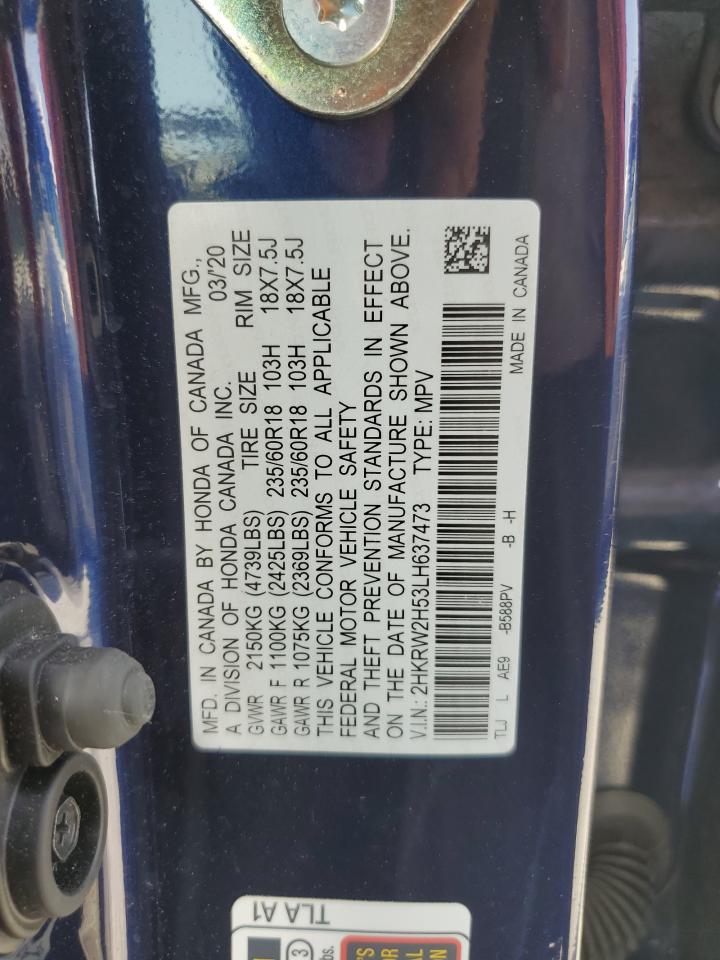 MFD. IN CANADA BY HONDA OF CANADA MFG.,
A DIVISION OF HONDA CANADA INC. 03/'20
GVWR 2150KG (4739LBS) TIRE SIZE RIM SIZE
GAWR F 1100KG (2425LBS) 235/60R18 103H 18X7.5J
GAWR R 1075KG (2369LBS) 235/60R18 103H 18X7.5J
THIS VEHICLE CONFORMS TO ALL APPLICABLE
FEDERAL MOTOR VEHICLE SAFETY
AND THEFT PREVENTION STANDARDS IN EFFECT
ON THE DATE OF MANUFACTURE SHOWN ABOVE.
V.I.N.: 2HKRW2H53LH637473 TYPE: MPV
TLJ L AE9 -B588PV -B -H MADE IN CANADA
TLA A1
3
lbs.